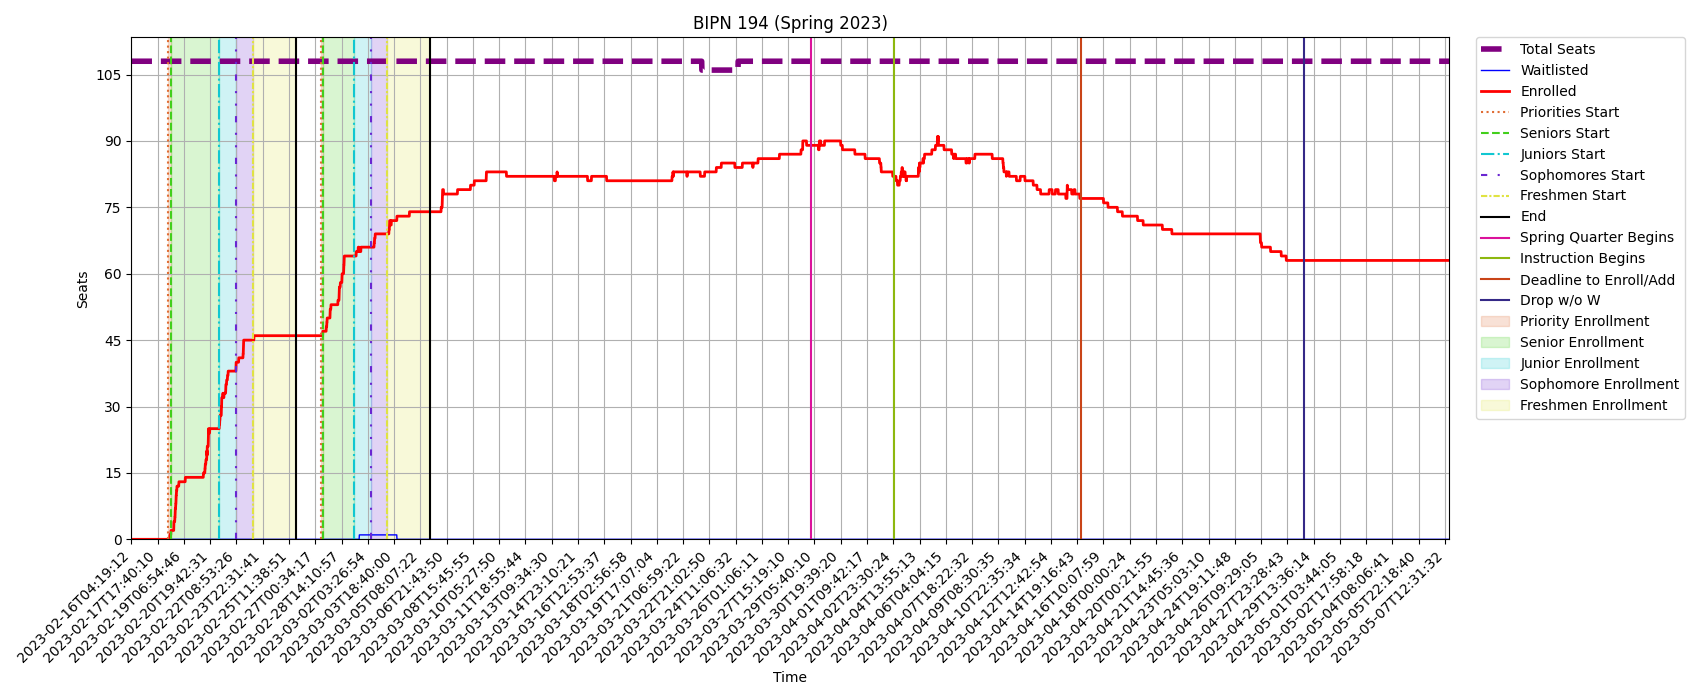 BIPN 194 (Spring 2023)
Seats
105
90
75
60
45
30
15
0
2023-02-16T04:19:12
2023-02-17T17:40:10
2023-02-19T06:54:46
2023-02-20T19:42:31
2023-02-22T08:53:26
2023-02-23T22:31:41
2023-02-25T11:38:51
2023-02-27T00:34:17
2023-02-28T14:10:57
2023-03-02T03:26:54
2023-03-03T18:40:00
2023-03-05T08:07:22
2023-03-06T21:43:50
2023-03-08T15:45:55
2023-03-10T05:27:50
2023-03-11T18:55:44
2023-03-13T09:34:30
2023-03-14T23:10:21
2023-03-16T12:53:37
2023-03-18T02:56:58
2023-03-19T17:07:04
2023-03-21T06:59:22
2023-03-22T21:02:50
2023-03-24T11:06:32
2023-03-26T01:06:11
2023-03-27T15:19:10
2023-03-29T05:40:10
2023-03-30T19:39:20
2023-04-01T09:42:17
2023-04-02T23:30:24
2023-04-04T13:55:13
2023-04-06T04:04:15
2023-04-07T18:22:32
2023-04-09T08:30:35
2023-04-10T22:35:34
2023-04-12T12:42:54
2023-04-14T19:16:43
2023-04-16T10:07:59
2023-04-18T00:00:24
2023-04-20T00:21:55
2023-04-21T14:45:36
2023-04-23T05:03:10
2023-04-24T19:11:48
2023-04-26T09:29:05
2023-04-27T23:28:43
2023-04-29T13:36:14
2023-05-01T03:44:05
2023-05-02T17:58:18
2023-05-04T08:06:41
2023-05-05T22:18:40
2023-05-07T12:31:32
Time
Total Seats
Waitlisted
Enrolled
Priorities Start
Seniors Start
Juniors Start
Sophomores Start
Freshmen Start
End
Spring Quarter Begins
Instruction Begins
Deadline to Enroll/Add
Drop w/o W
Priority Enrollment
Senior Enrollment
Junior Enrollment
Sophomore Enrollment
Freshmen Enrollment